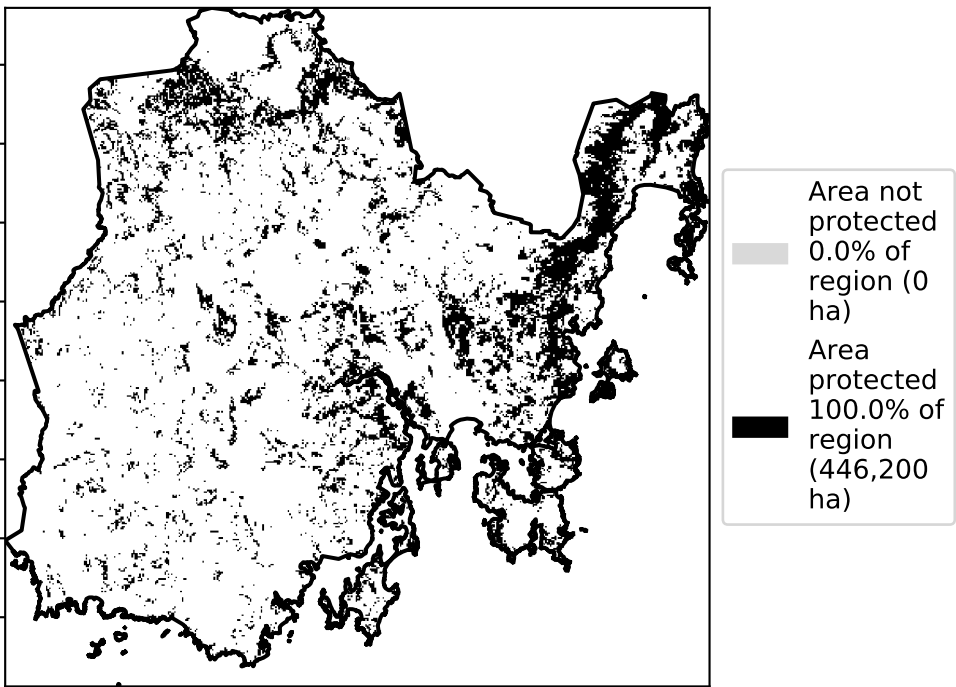 Area not
protected
0.0% of
region (0
ha)
Area
protected
100.0% of
region
(446,200
ha)